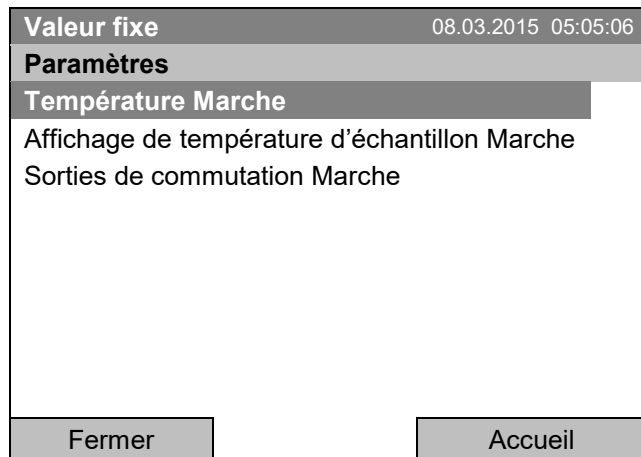 Valeur fixe 08.03.2015 05:05:06
Paramètres
Température Marche
Affichage de température d’échantillon Marche
Sorties de commutation Marche
Fermer Accueil